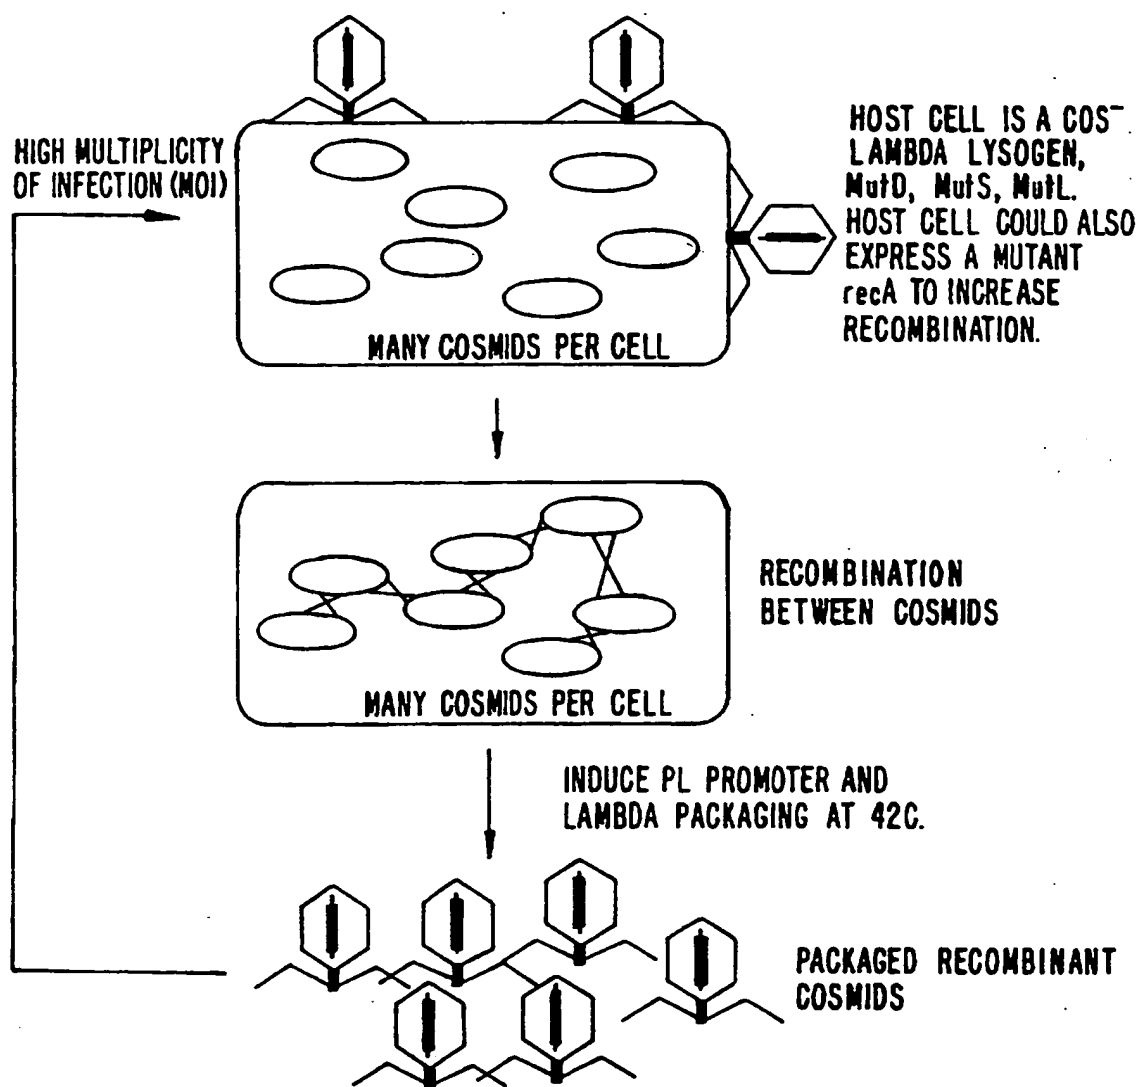 HIGH MULTIPLICITY
OF INFECTION (MOI)
HOST CELL IS A COS⁻
LAMBDA LYSOGEN,
MutD, MutS, MutL.
HOST CELL COULD ALSO
EXPRESS A MUTANT
recA TO INCREASE
RECOMBINATION.
MANY COSMIDS PER CELL
RECOMBINATION
BETWEEN COSMIDS
MANY COSMIDS PER CELL
INDUCE PL PROMOTER AND
LAMBDA PACKAGING AT 42C.
PACKAGED RECOMBINANT
COSMIDS